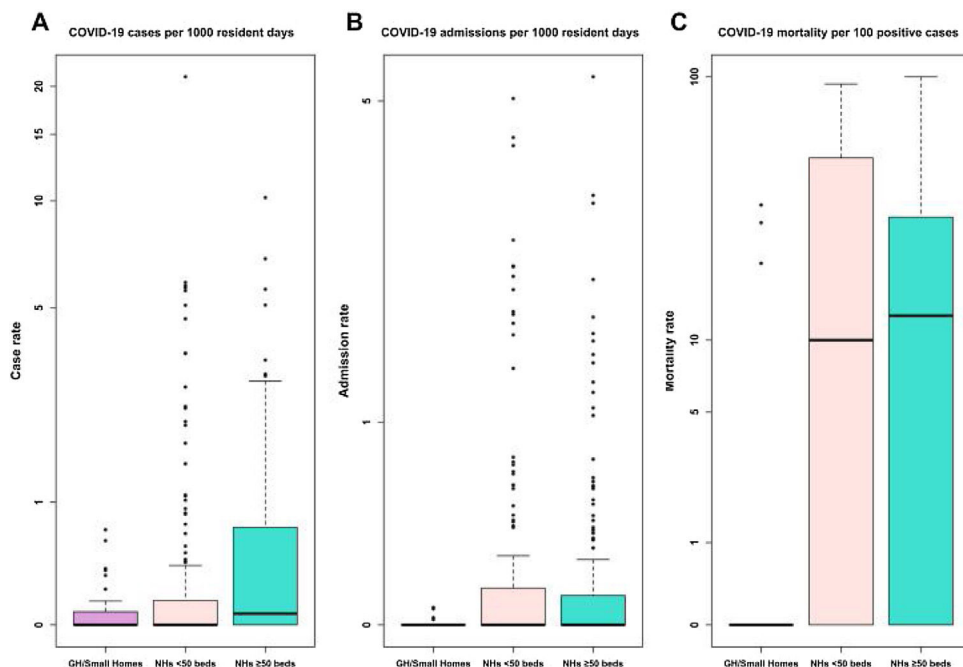 A
COVID-19 cases per 1000 resident days
Case rate
20
15
10
5
1
0
GH/Small Homes NHs <50 beds NHs ≥50 beds
B
COVID-19 admissions per 1000 resident days
Admission rate
5
1
0
GH/Small Homes NHs <50 beds NHs ≥50 beds
C
COVID-19 mortality per 100 positive cases
Mortality rate
100
10
5
1
0
GH/Small Homes NHs <50 beds NHs ≥50 beds